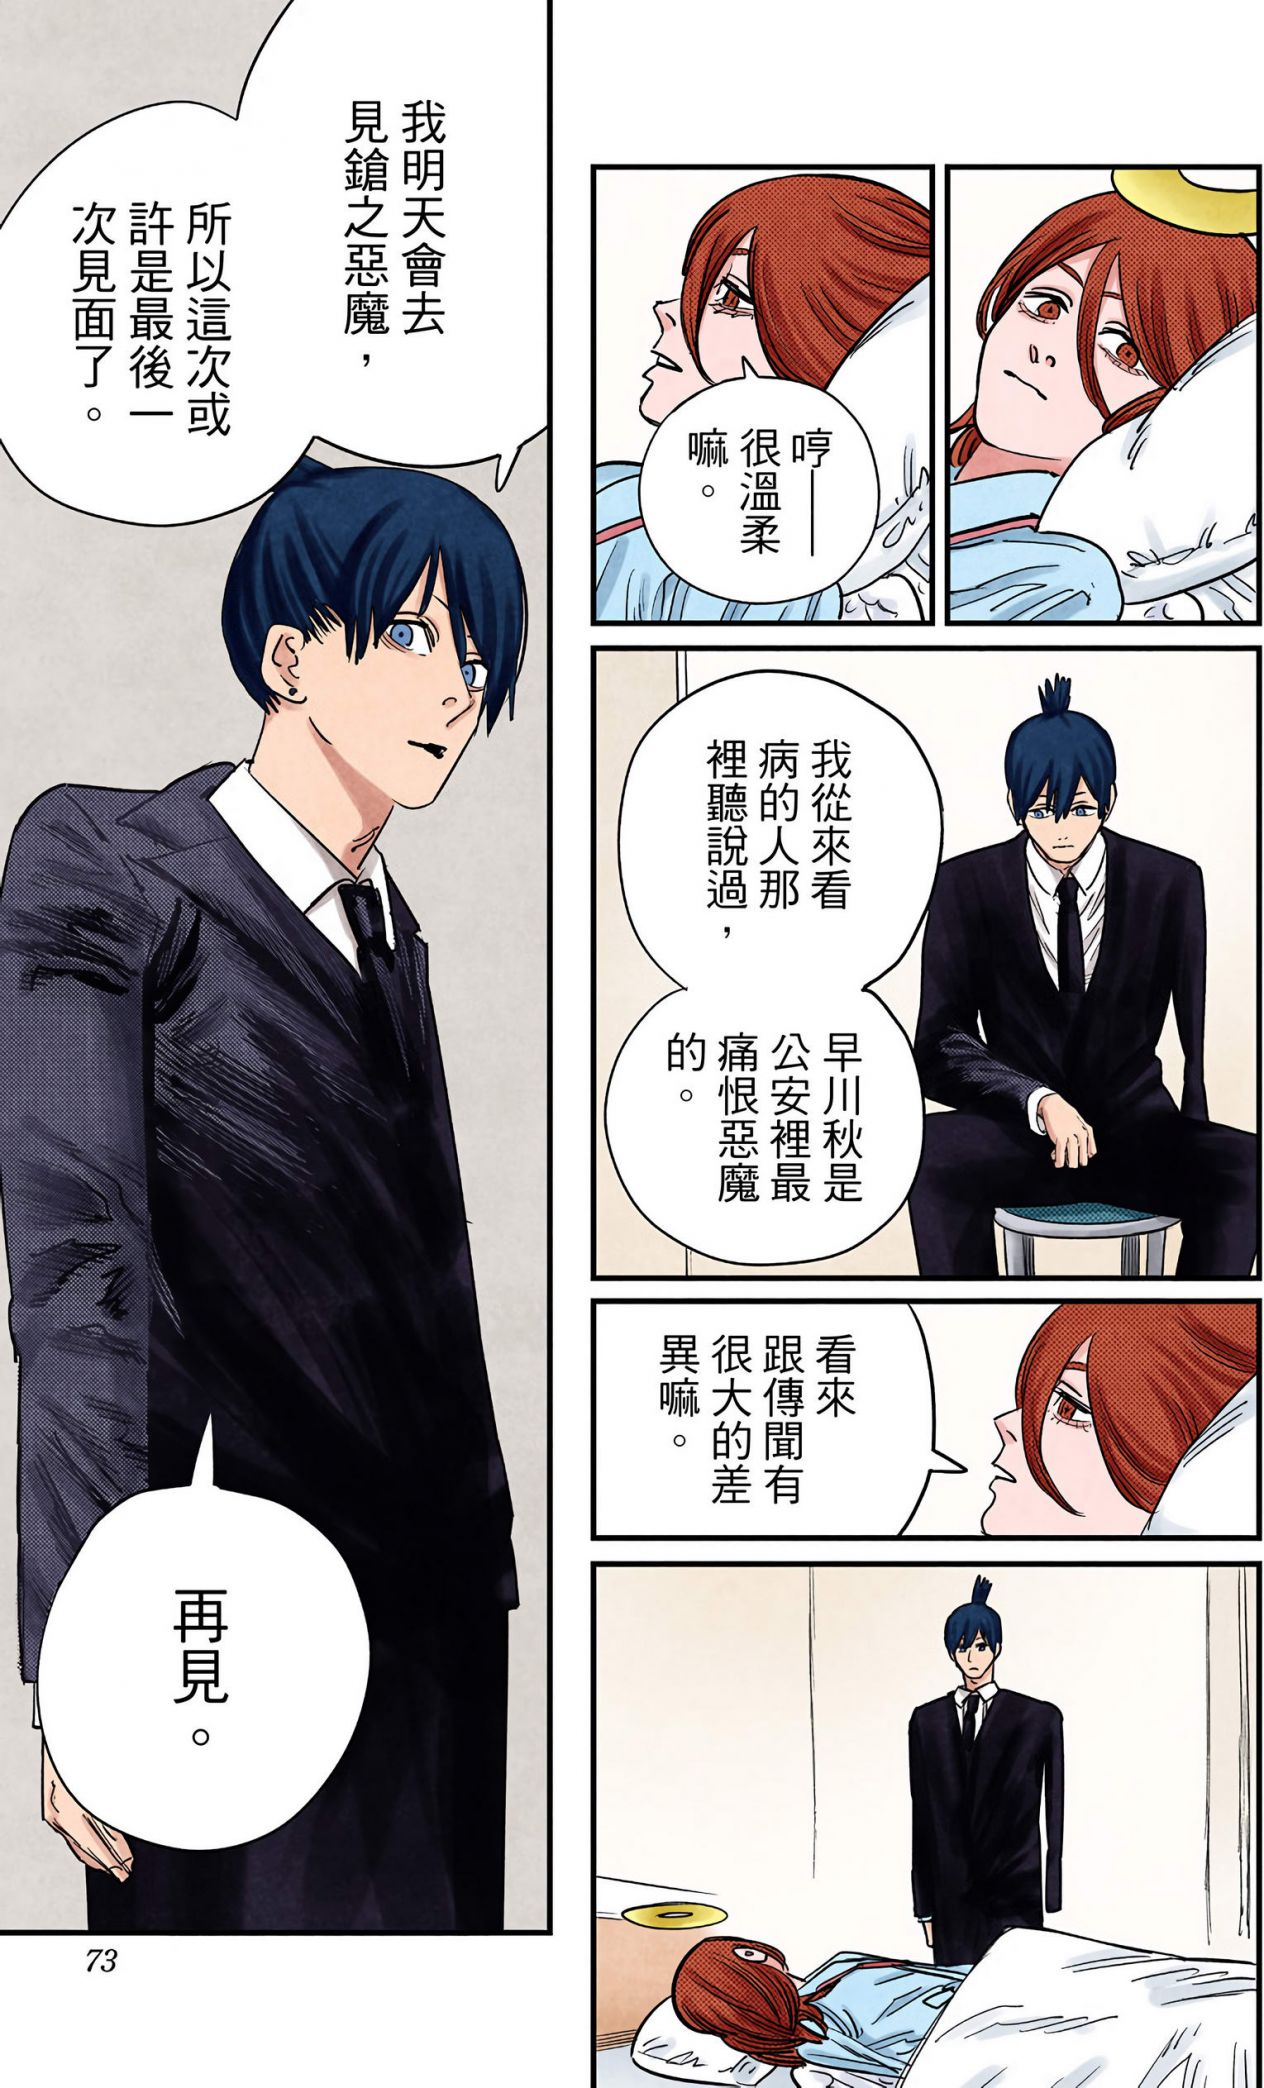 哼——
很溫柔
嘛。
我從來看
病的人那
裡聽說過，
早川秋是
公安裡最
痛恨惡魔
的。
看來
跟傳聞有
很大的差
異嘛。
我明天會去
見鎗之惡魔，
所以這次或
許是最後一
次見面了。
再見。
73